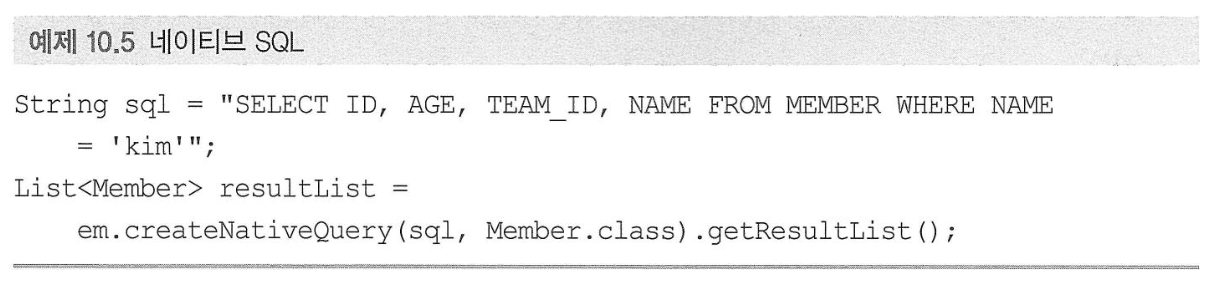 예제 10.5 네이티브 SQL
String sql = "SELECT ID, AGE, TEAM_ID, NAME FROM MEMBER WHERE NAME
    = 'kim'";
List<Member> resultList =
    em.createNativeQuery(sql, Member.class).getResultList();